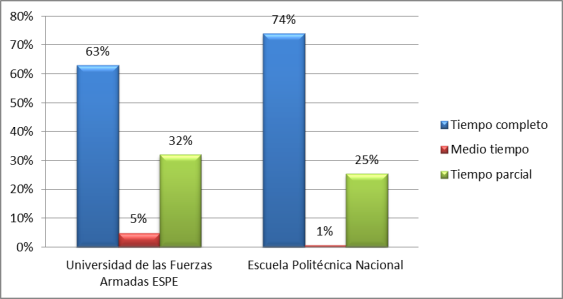 80%
70%
60%
50%
40%
30%
20%
10%
0%
63%
5%
32%
74%
1%
25%
Universidad de las Fuerzas
Armadas ESPE
Escuela Politécnica Nacional
Tiempo completo
Medio tiempo
Tiempo parcial